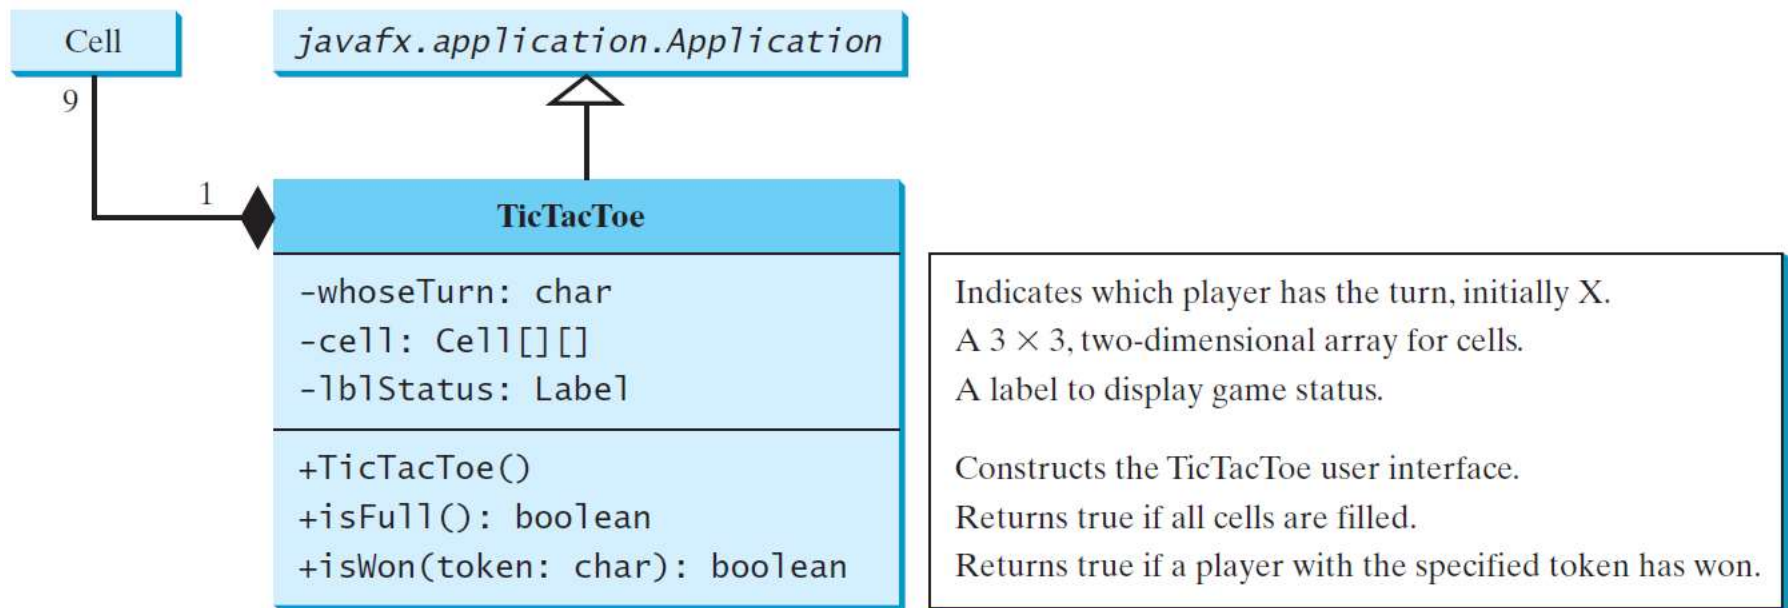 Cell
javafx.application.Application
9
1
TicTacToe
-whoseTurn: char
-cell: Cell[][]
-lblStatus: Label
+TicTacToe()
+isFull(): boolean
+isWon(token: char): boolean
Indicates which player has the turn, initially X.
A 3 × 3, two-dimensional array for cells.
A label to display game status.
Constructs the TicTacToe user interface.
Returns true if all cells are filled.
Returns true if a player with the specified token has won.